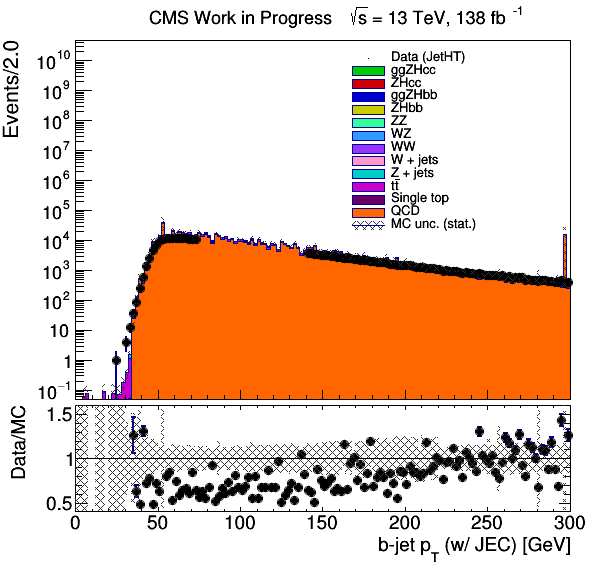 CMS Work in Progress √s = 13 TeV, 138 fb⁻¹
Events/2.0
10¹⁰
10⁹
10⁸
10⁷
10⁶
10⁵
10⁴
10³
10²
10
1
10⁻¹
Data (JetHT)
ggZHcc
ZHcc
ggZHbb
ZHbb
ZZ
WZ
WW
W + jets
Z + jets
tt̄
Single top
QCD
MC unc. (stat.)
Data/MC
1.5
1
0.5
0 50 100 150 200 250 300
b-jet p_T (w/ JEC) [GeV]